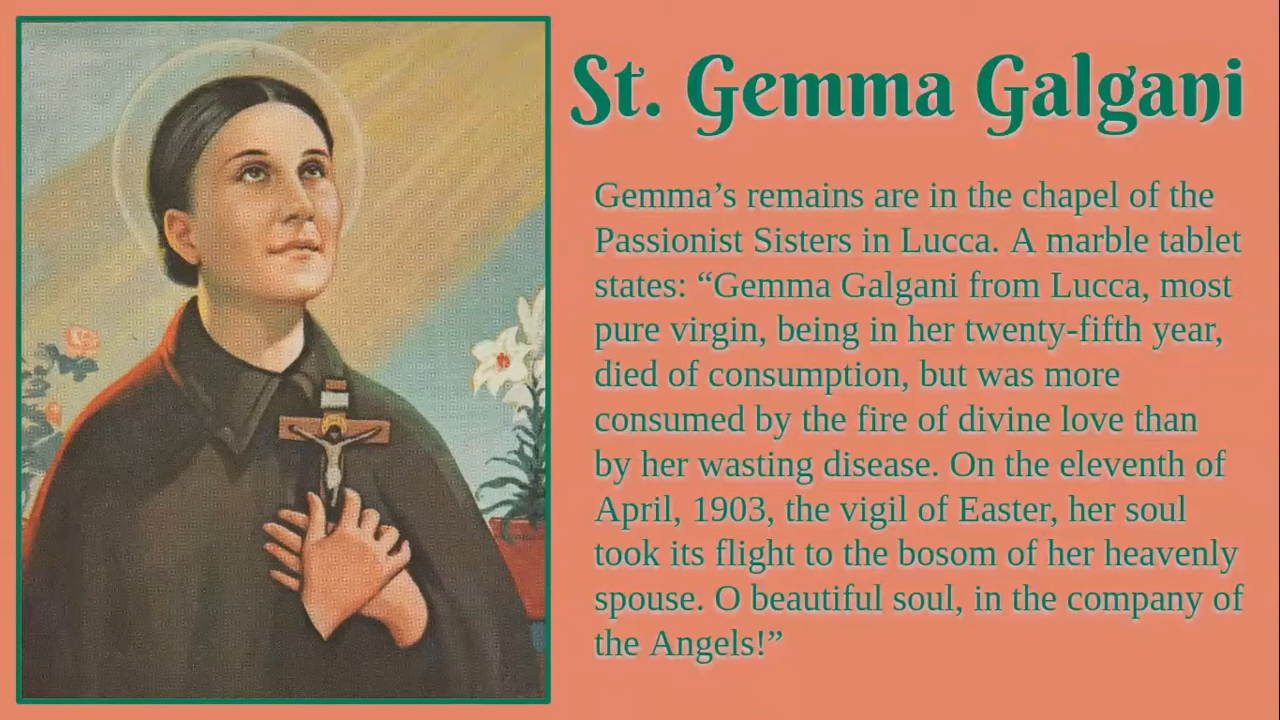 St. Gemma Galgani
Gemma’s remains are in the chapel of the
Passionist Sisters in Lucca. A marble tablet
states: “Gemma Galgani from Lucca, most
pure virgin, being in her twenty-fifth year,
died of consumption, but was more
consumed by the fire of divine love than
by her wasting disease. On the eleventh of
April, 1903, the vigil of Easter, her soul
took its flight to the bosom of her heavenly
spouse. O beautiful soul, in the company of
the Angels!”